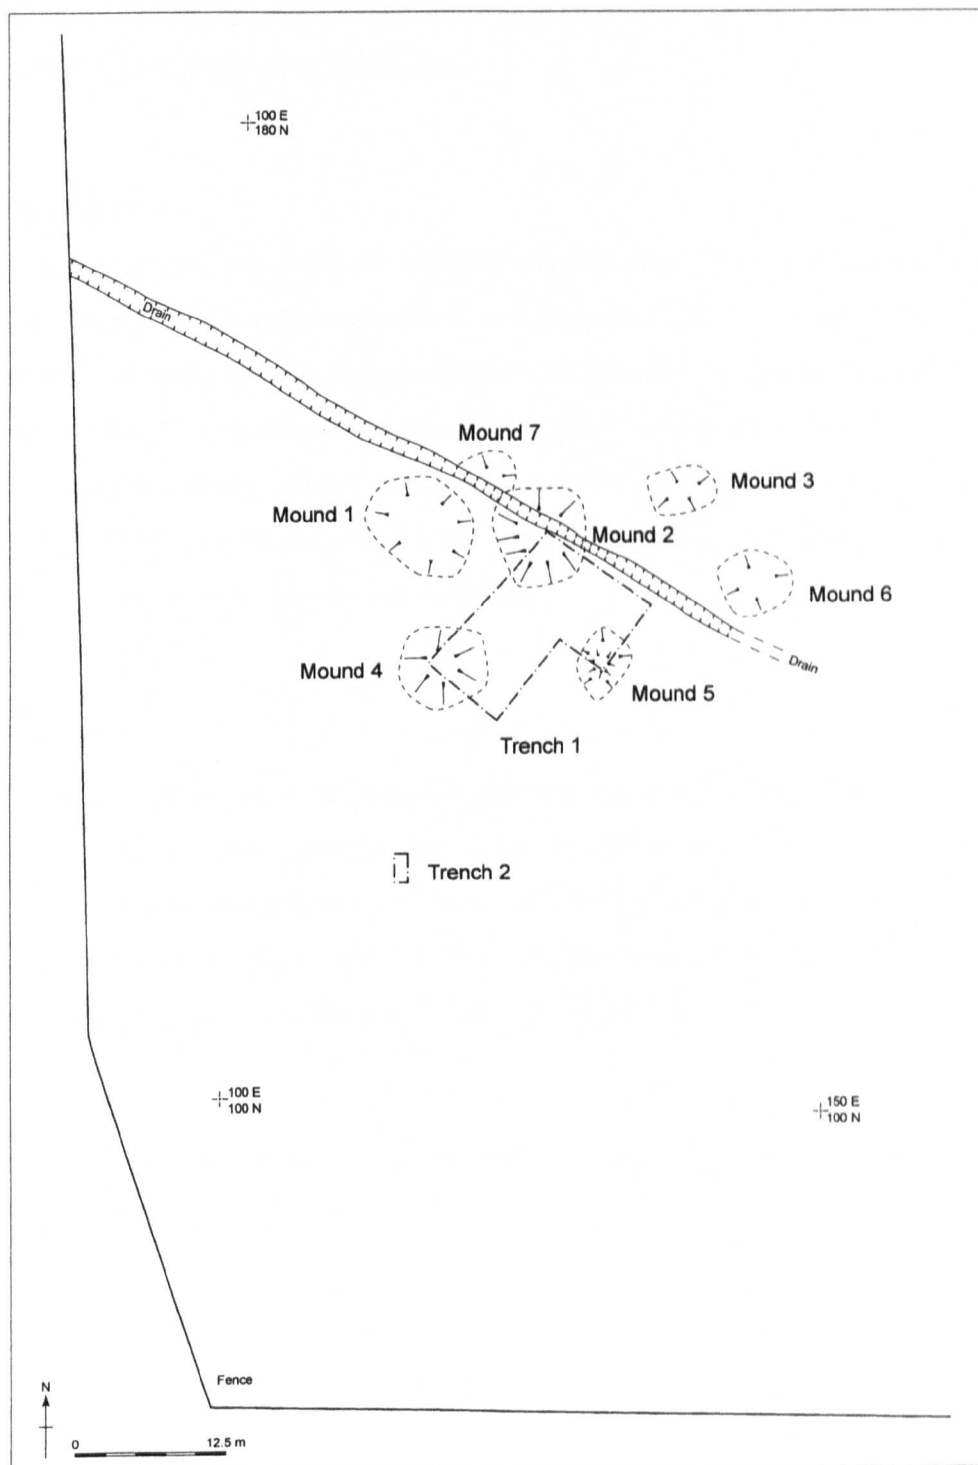 100 E
180 N
Drain
Mound 7
Mound 3
Mound 1
Mound 2
Mound 6
Mound 4
Drain
Mound 5
Trench 1
Trench 2
100 E
100 N
150 E
100 N
Fence
N
0
12.5 m